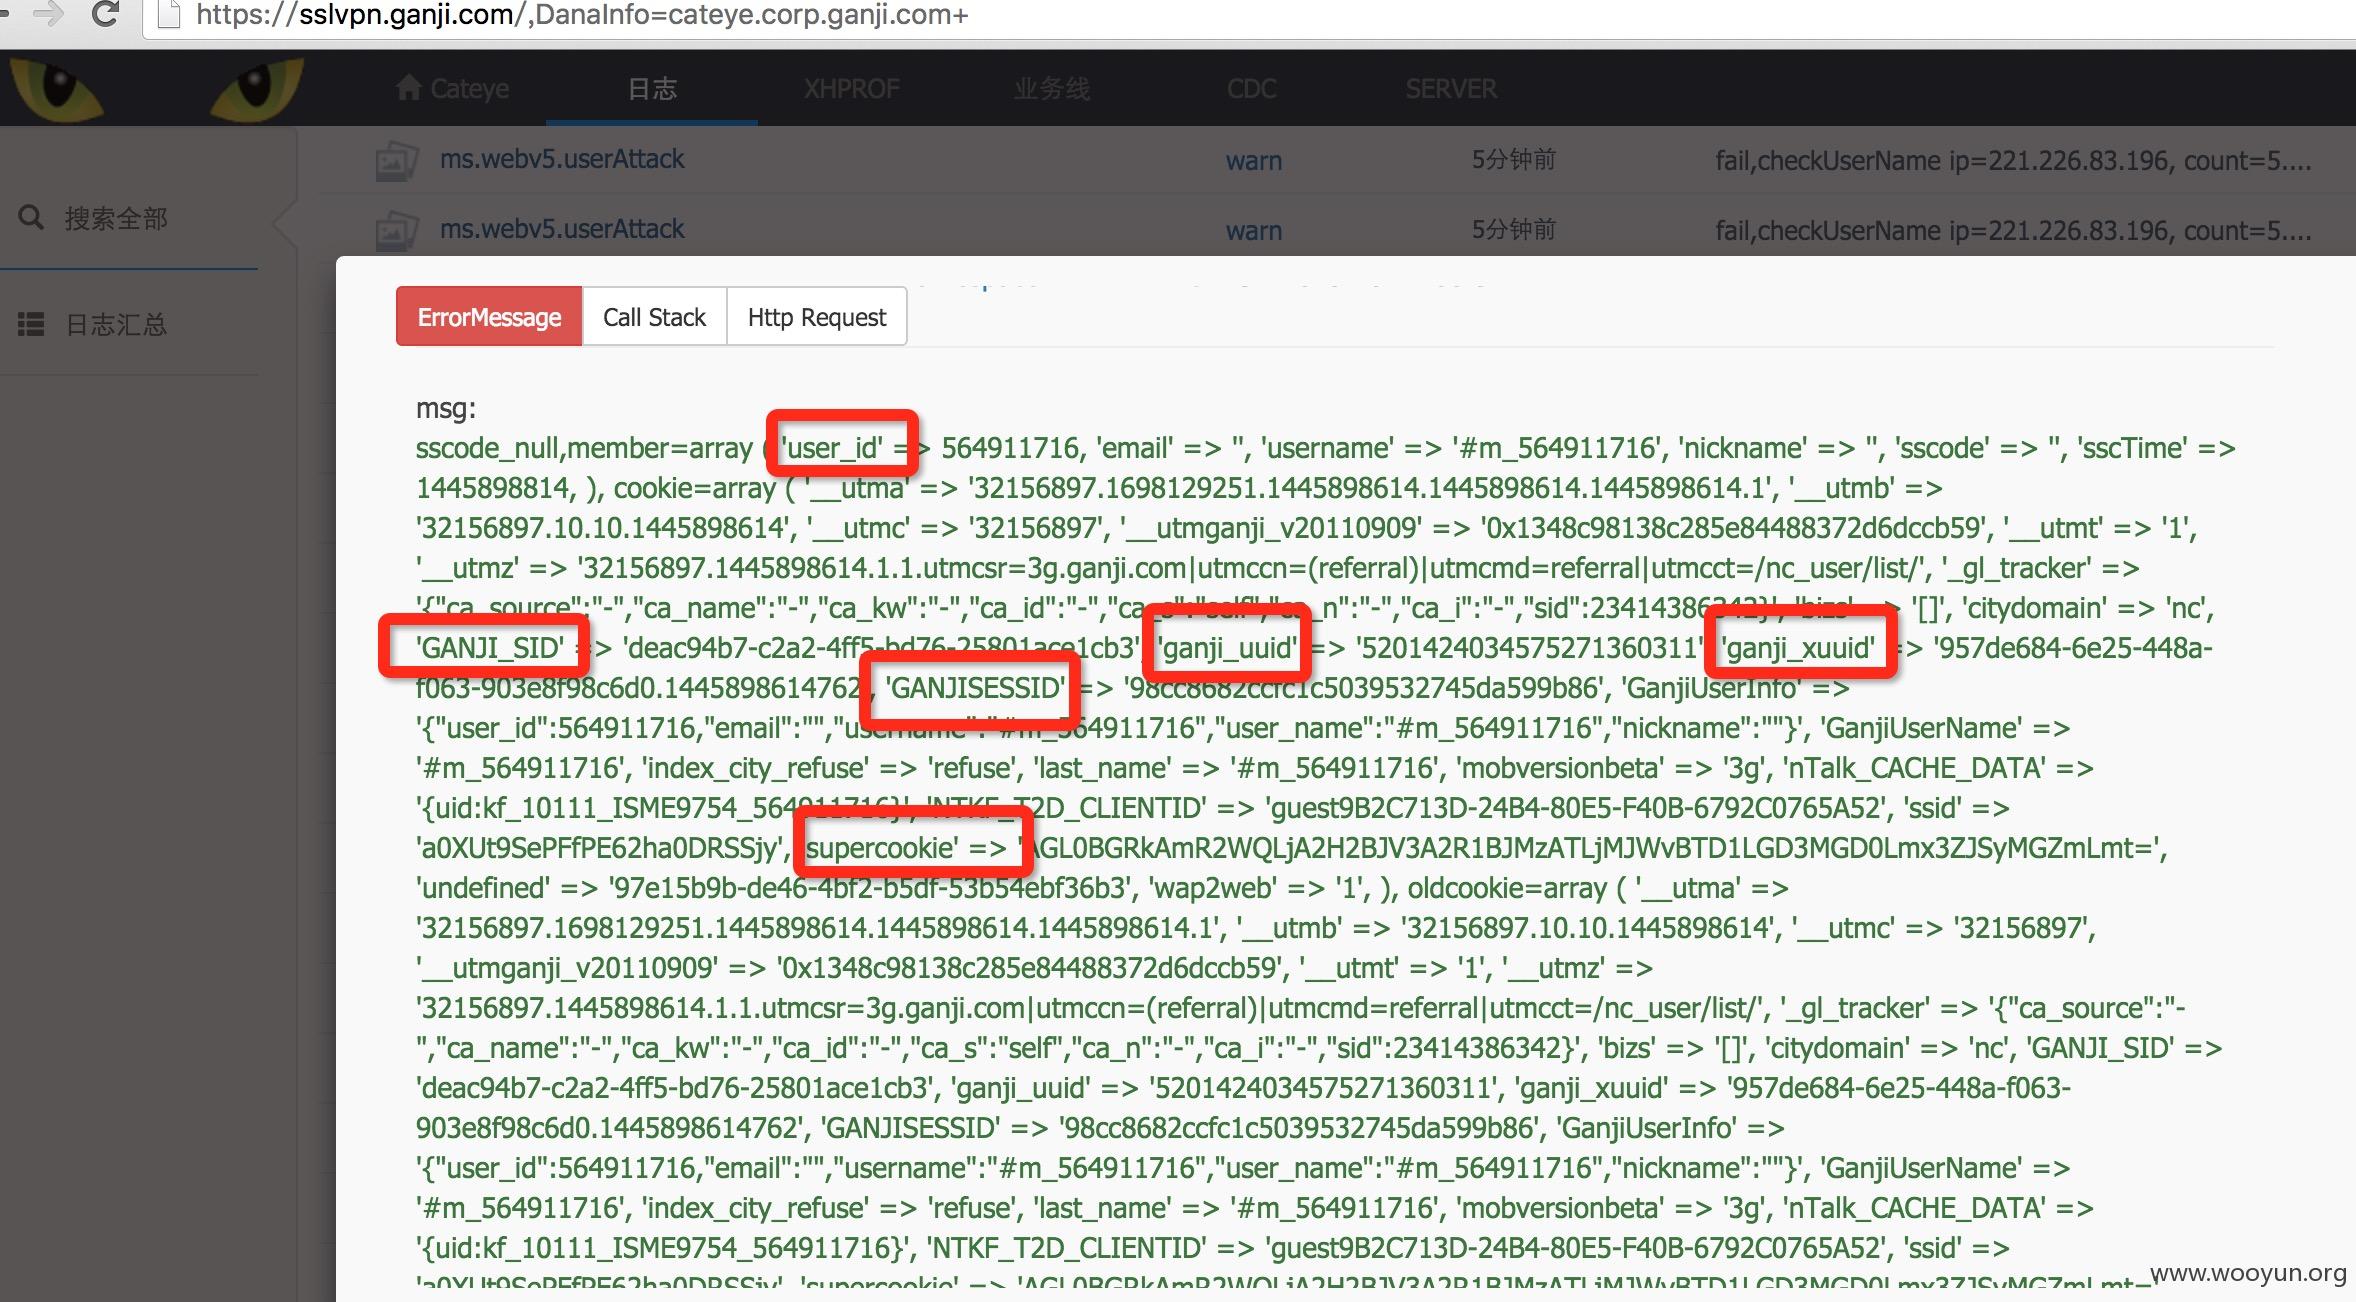 https://sslvpn.ganji.com/,DanaInfo=cateye.corp.ganji.com+
Cateye 日志 XHPROF 业务线 CDC SERVER
ms.webv5.userAttack warn 5分钟前 fail,checkUserName ip=221.226.83.196, count=5....
搜索全部
ms.webv5.userAttack warn 5分钟前 fail,checkUserName ip=221.226.83.196, count=5....
日志汇总
ErrorMessage Call Stack Http Request
msg:
sscode_null,member=array ( 'user_id' => 564911716, 'email' => '', 'username' => '#m_564911716', 'nickname' => '', 'sscode' => '', 'sscTime' =>
1445898814, ), cookie=array ( '__utma' => '32156897.1698129251.1445898614.1445898614.1445898614.1', '__utmb' =>
'32156897.10.10.1445898614', '__utmc' => '32156897', '__utmganji_v20110909' => '0x1348c98138c285e84488372d6dccb59', '__utmt' => '1',
'__utmz' => '32156897.1445898614.1.1.utmcsr=3g.ganji.com|utmccn=(referral)|utmcmd=referral|utmcct=/nc_user/list/', '_gl_tracker' =>
'{"ca_source":"-","ca_name":"-","ca_kw":"-","ca_id":"-","ca_s":"self","ca_n":"-","ca_i":"-","sid":23414386342}', 'bizs' => '[]', 'citydomain' => 'nc',
'GANJI_SID' => 'deac94b7-c2a2-4ff5-bd76-25801ace1cb3', 'ganji_uuid' => '5201424034575271360311', 'ganji_xuuid' => '957de684-6e25-448a-
f063-903e8f98c6d0.1445898614762', 'GANJISESSID' => '98cc8682ccfc1c5039532745da599b86', 'GanjiUserInfo' =>
'{"user_id":564911716,"email":"","username":"#m_564911716","user_name":"#m_564911716","nickname":""}', 'GanjiUserName' =>
'#m_564911716', 'index_city_refuse' => 'refuse', 'last_name' => '#m_564911716', 'mobversionbeta' => '3g', 'nTalk_CACHE_DATA' =>
'{uid:kf_10111_ISME9754_564911716}', 'NTKF_T2D_CLIENTID' => 'guest9B2C713D-24B4-80E5-F40B-6792C0765A52', 'ssid' =>
'a0XUt9SePFfPE62ha0DRSSjy', 'supercookie' => 'AGL0BGRkAmR2WQLjA2H2BJV3A2R1BJMzATLjMJWvBTD1LGD3MGD0Lmx3ZJSyMGZmLmt=',
'undefined' => '97e15b9b-de46-4bf2-b5df-53b54ebf36b3', 'wap2web' => '1', ), oldcookie=array ( '__utma' =>
'32156897.1698129251.1445898614.1445898614.1445898614.1', '__utmb' => '32156897.10.10.1445898614', '__utmc' => '32156897',
'__utmganji_v20110909' => '0x1348c98138c285e84488372d6dccb59', '__utmt' => '1', '__utmz' =>
'32156897.1445898614.1.1.utmcsr=3g.ganji.com|utmccn=(referral)|utmcmd=referral|utmcct=/nc_user/list/', '_gl_tracker' => '{"ca_source":"-
","ca_name":"-","ca_kw":"-","ca_id":"-","ca_s":"self","ca_n":"-","ca_i":"-","sid":23414386342}', 'bizs' => '[]', 'citydomain' => 'nc', 'GANJI_SID' =>
'deac94b7-c2a2-4ff5-bd76-25801ace1cb3', 'ganji_uuid' => '5201424034575271360311', 'ganji_xuuid' => '957de684-6e25-448a-f063-
903e8f98c6d0.1445898614762', 'GANJISESSID' => '98cc8682ccfc1c5039532745da599b86', 'GanjiUserInfo' =>
'{"user_id":564911716,"email":"","username":"#m_564911716","user_name":"#m_564911716","nickname":""}', 'GanjiUserName' =>
'#m_564911716', 'index_city_refuse' => 'refuse', 'last_name' => '#m_564911716', 'mobversionbeta' => '3g', 'nTalk_CACHE_DATA' =>
'{uid:kf_10111_ISME9754_564911716}', 'NTKF_T2D_CLIENTID' => 'guest9B2C713D-24B4-80E5-F40B-6792C0765A52', 'ssid' =>
'a0XUt9SePFfPE62ha0DRSSjy', 'supercookie' => 'AGL0BGRkAmR2WQLjA2H2BJV3A2R1BJMzATLjMJWvBTD1LGD3MGD0Lmx3ZJSyMGZmLmt='
www.wooyun.org